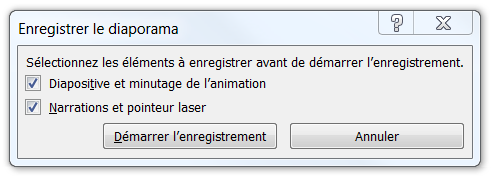 Enregistrer le diaporama
Sélectionnez les éléments à enregistrer avant de démarrer l'enregistrement.
Diapositive et minutage de l'animation
Narrations et pointeur laser
Démarrer l'enregistrement
Annuler